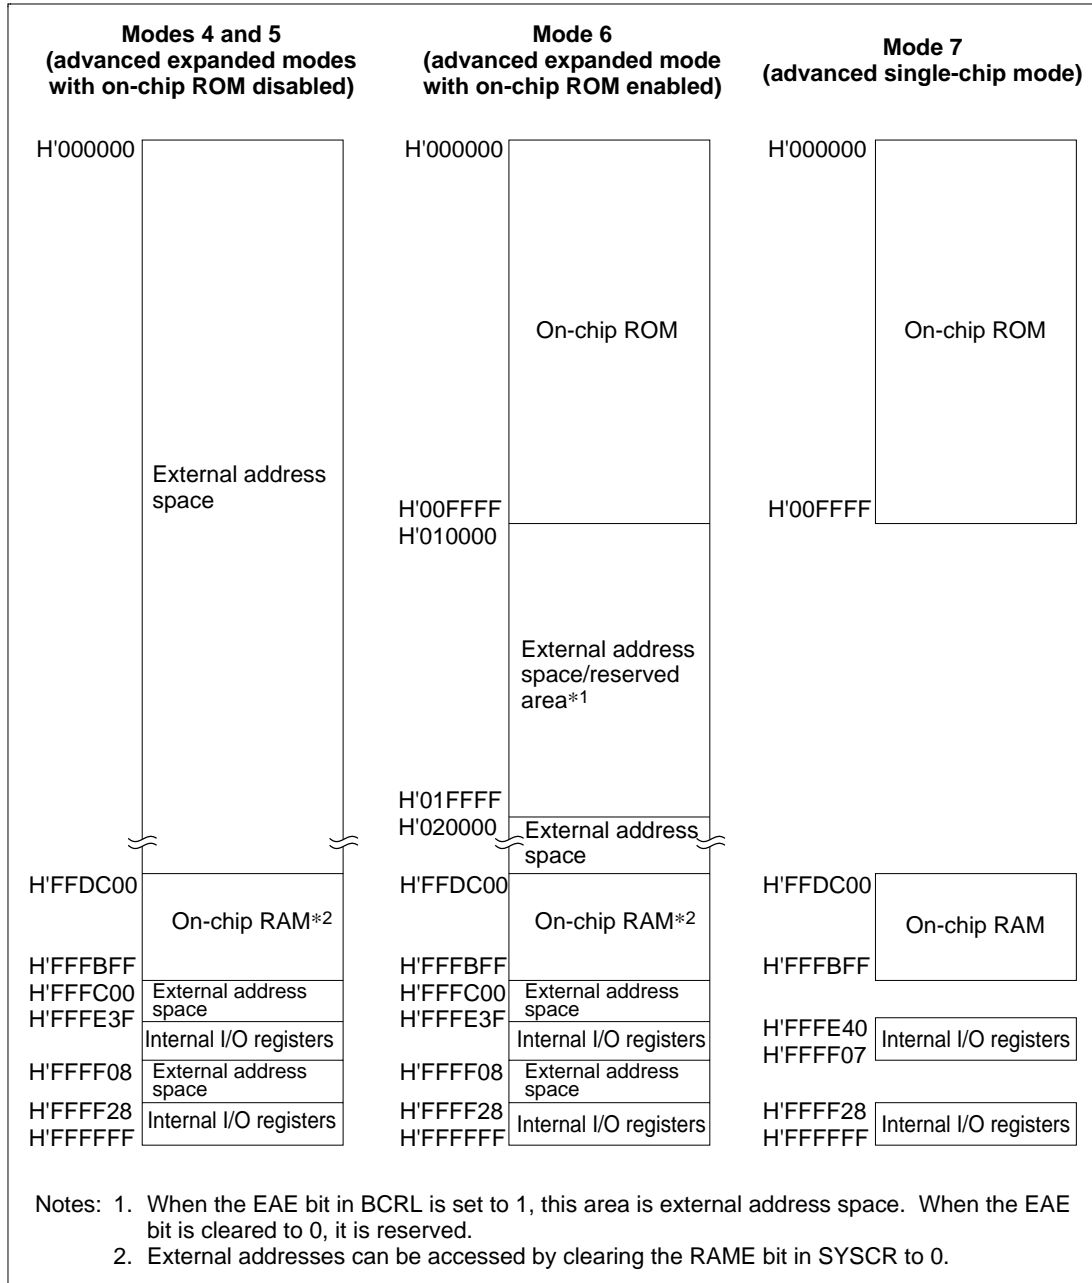 Modes 4 and 5
(advanced expanded modes
with on-chip ROM disabled)
H'000000
External address
space
H'FFDC00
On-chip RAM*2
H'FFFBFF
H'FFFC00
External address
space
H'FFFE3F
Internal I/O registers
H'FFFF08
External address
space
H'FFFF28
Internal I/O registers
H'FFFFFF
Mode 6
(advanced expanded mode
with on-chip ROM enabled)
H'000000
On-chip ROM
H'00FFFF
H'010000
External address
space/reserved
area*1
H'01FFFF
H'020000
External address
space
H'FFDC00
On-chip RAM*2
H'FFFBFF
H'FFFC00
External address
space
H'FFFE3F
Internal I/O registers
H'FFFF08
External address
space
H'FFFF28
Internal I/O registers
H'FFFFFF
Mode 7
(advanced single-chip mode)
H'000000
On-chip ROM
H'00FFFF
H'FFDC00
On-chip RAM
H'FFFBFF
H'FFFE40
Internal I/O registers
H'FFFF07
H'FFFF28
Internal I/O registers
H'FFFFFF
Notes: 1. When the EAE bit in BCRL is set to 1, this area is external address space. When the EAE
bit is cleared to 0, it is reserved.
2. External addresses can be accessed by clearing the RAME bit in SYSCR to 0.